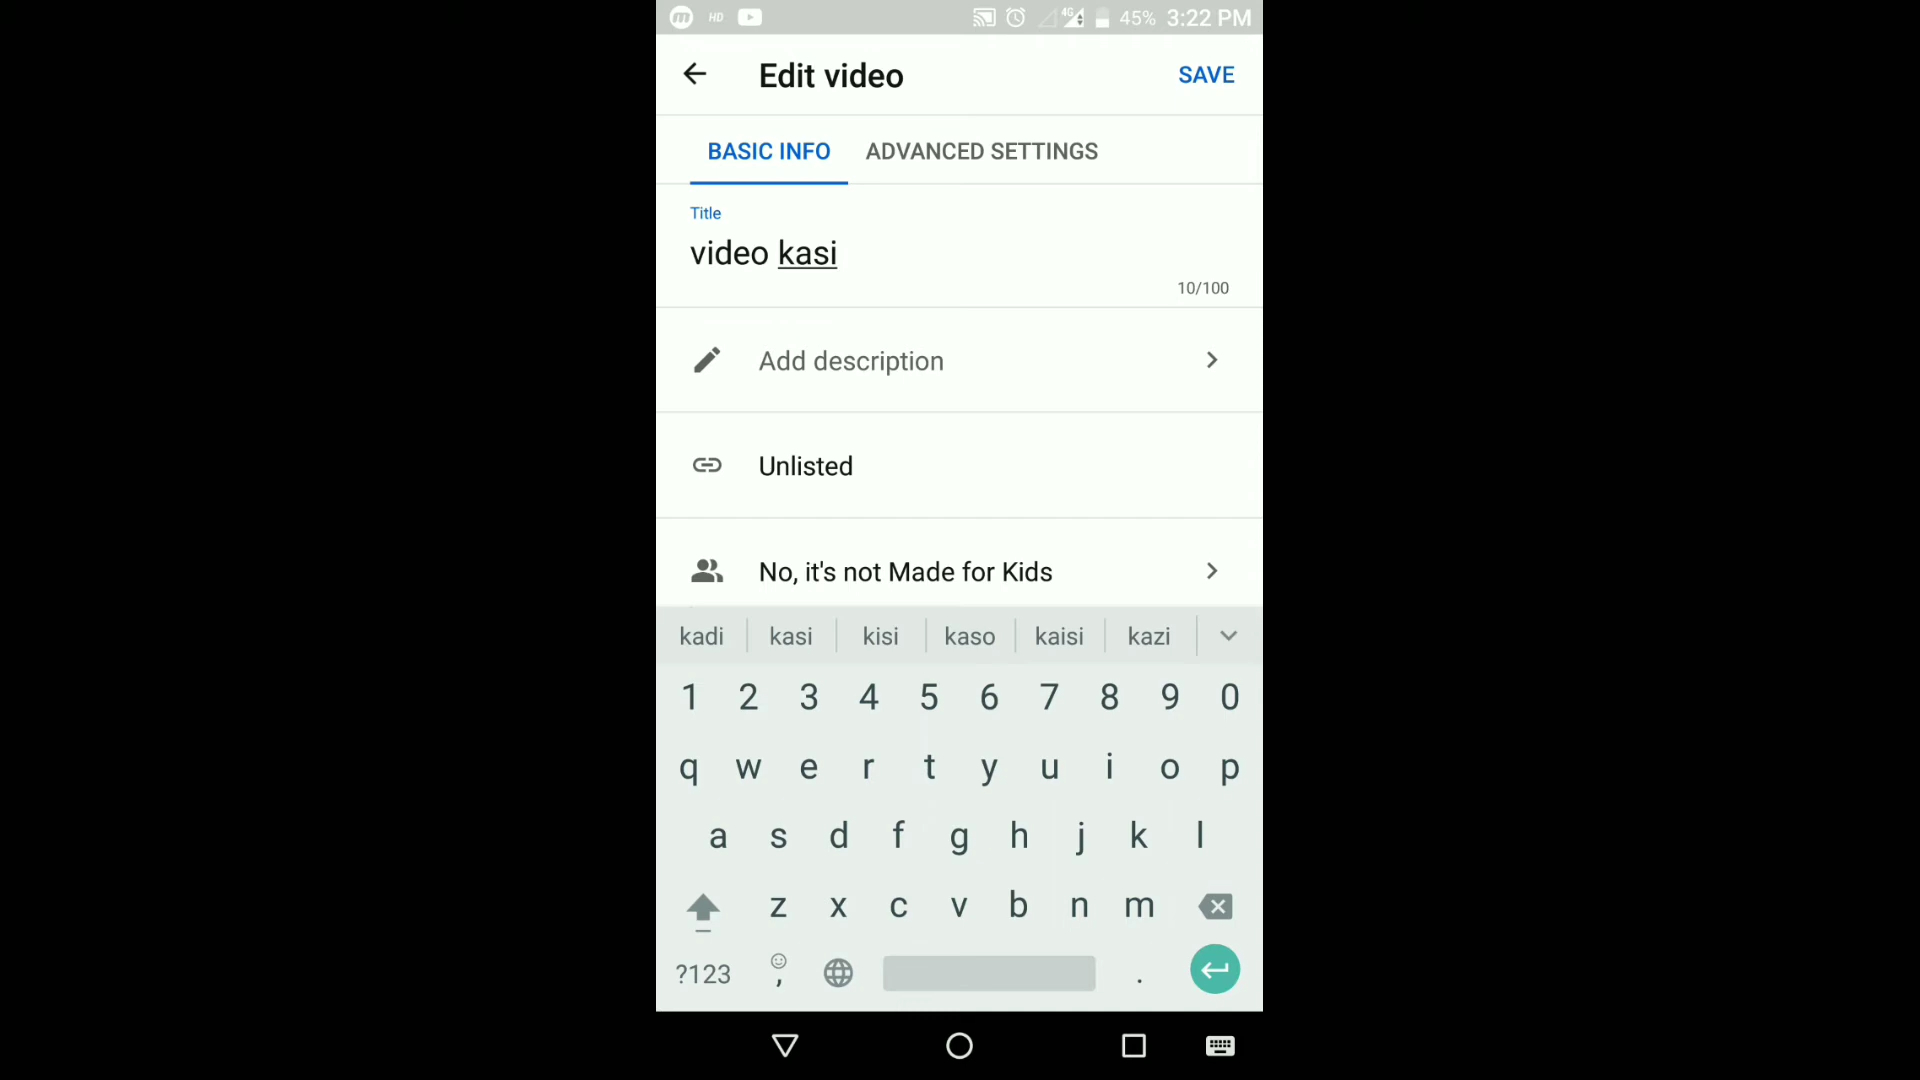 HD 4G 45% 3:22 PM
Edit video SAVE
BASIC INFO ADVANCED SETTINGS
Title
video kasi
10/100
Add description
Unlisted
No, it's not Made for Kids
kadi kasi kisi kaso kaisi kazi
1 2 3 4 5 6 7 8 9 0
q w e r t y u i o p
a s d f g h j k l
z x c v b n m
?123 , .